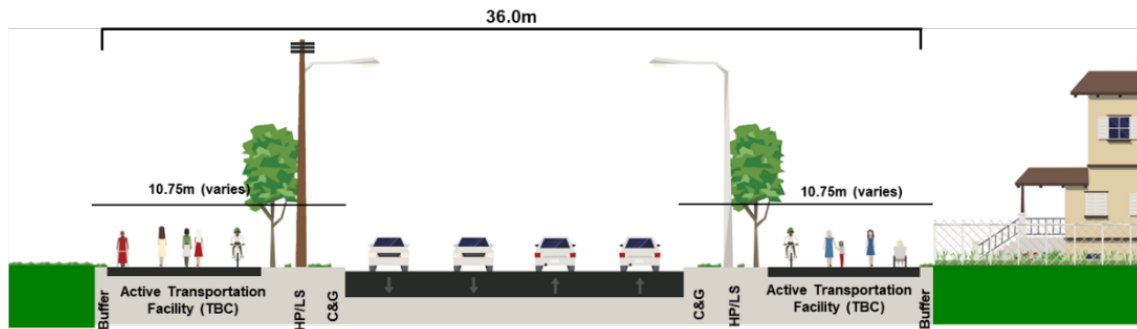 36.0m
10.75m (varies)
10.75m (varies)
Buffer
Active Transportation
Facility (TBC)
HP/LS
C&G
C&G
HP/LS
Active Transportation
Facility (TBC)
Buffer